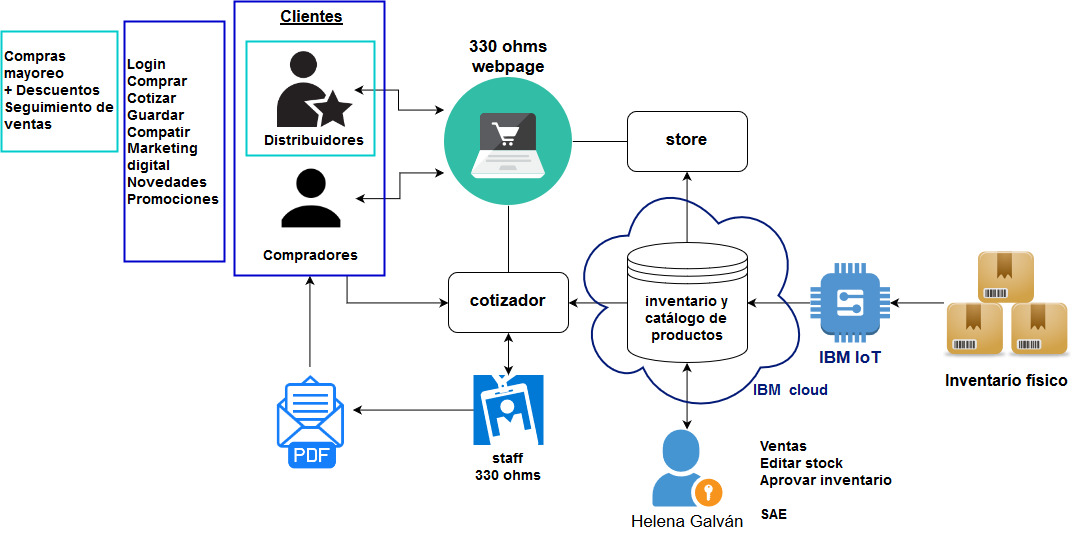 Clientes
Compras
mayoreo
+ Descuentos
Seguimiento de
ventas
Login
Comprar
Cotizar
Guardar
Compatir
Marketing
digital
Novedades
Promociones
Distribuidores
Compradores
330 ohms
webpage
store
cotizador
inventario y
catálogo de
productos
IBM IoT
IBM cloud
Inventarío físico
PDF
staff
330 ohms
Helena Galván
Ventas
Editar stock
Aprovar inventario
SAE